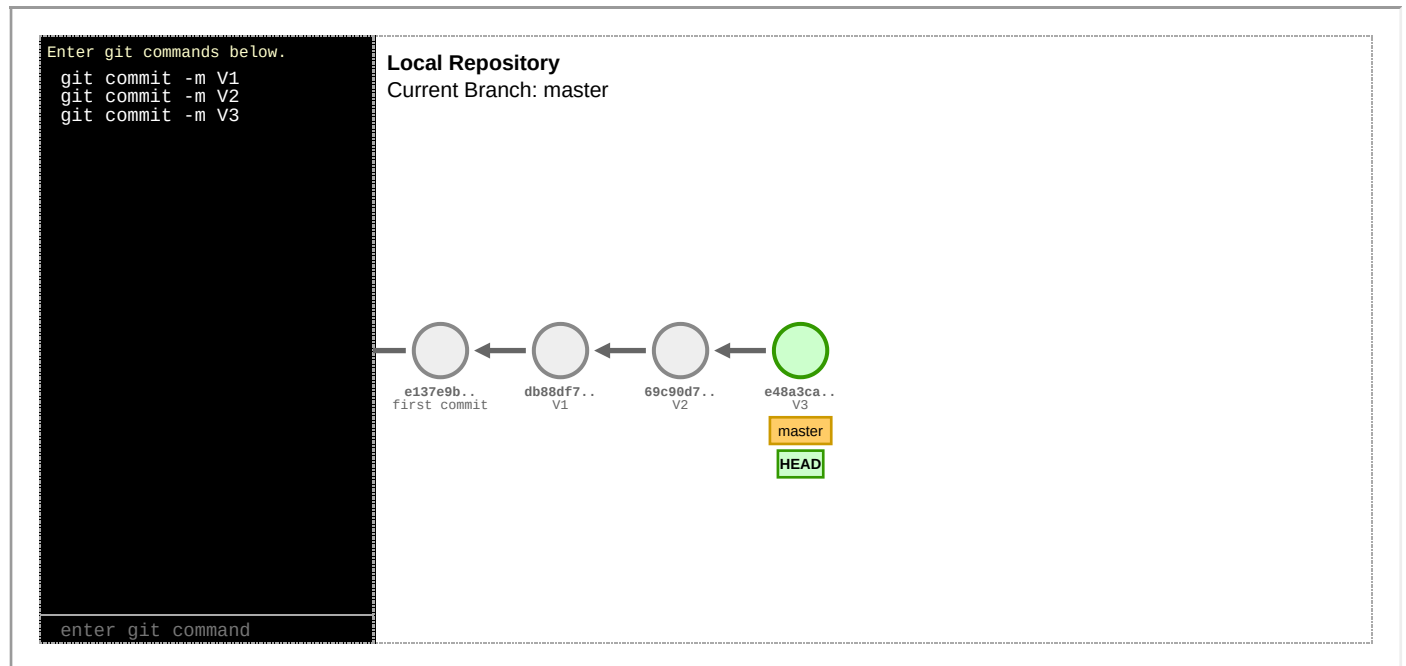 Enter git commands below.
git commit -m V1
git commit -m V2
git commit -m V3
enter git command
Local Repository
Current Branch: master
e137e9b.. db88df7.. 69c90d7.. e48a3ca..
first commit V1 V2 V3
master
HEAD